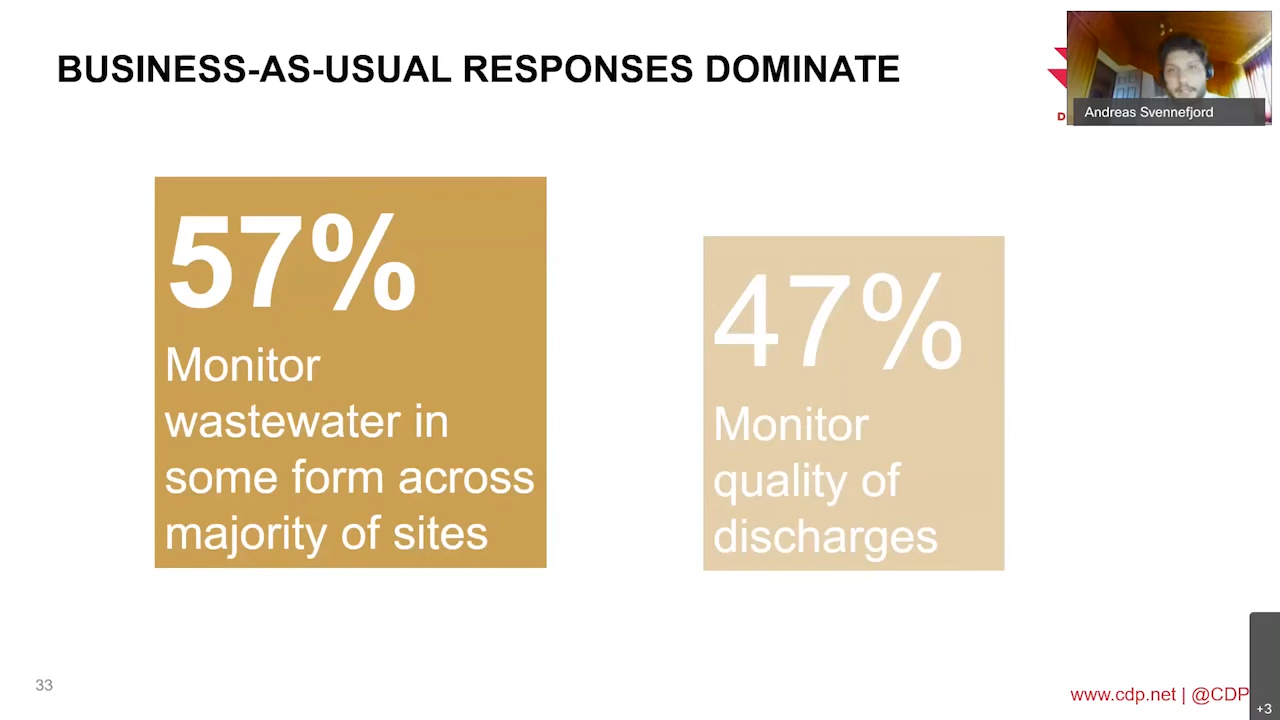 BUSINESS-AS-USUAL RESPONSES DOMINATE
D
Andreas Svennefjord
57%
Monitor
wastewater in
some form across
majority of sites
47%
Monitor
quality of
discharges
33
www.cdp.net | @CDP
+3